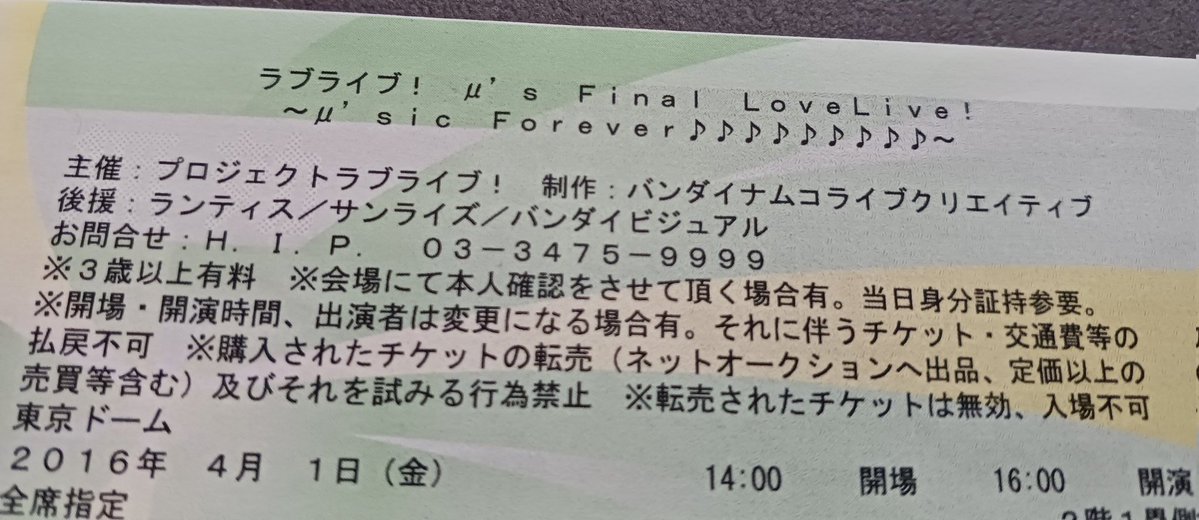 ラブライブ! μ's Final LoveLive!
~μ'sic Forever♪♪♪♪♪♪♪♪♪~
主催:プロジェクトラブライブ! 制作:バンダイナムコライブクリエイティブ
後援:ランティス/サンライズ/バンダイビジュアル
お問合せ:H. I. P. 03-3475-9999
※3歳以上有料 ※会場にて本人確認をさせて頂く場合有。当日身分証持参要。
※開場・開演時間、出演者は変更になる場合有。それに伴うチケット・交通費等の
払戻不可 ※購入されたチケットの転売(ネットオークションへ出品、定価以上の
売買等含む)及びそれを試みる行為禁止 ※転売されたチケットは無効、入場不可
東京ドーム
2016年 4月 1日(金) 14:00 開場 16:00 開演
全席指定